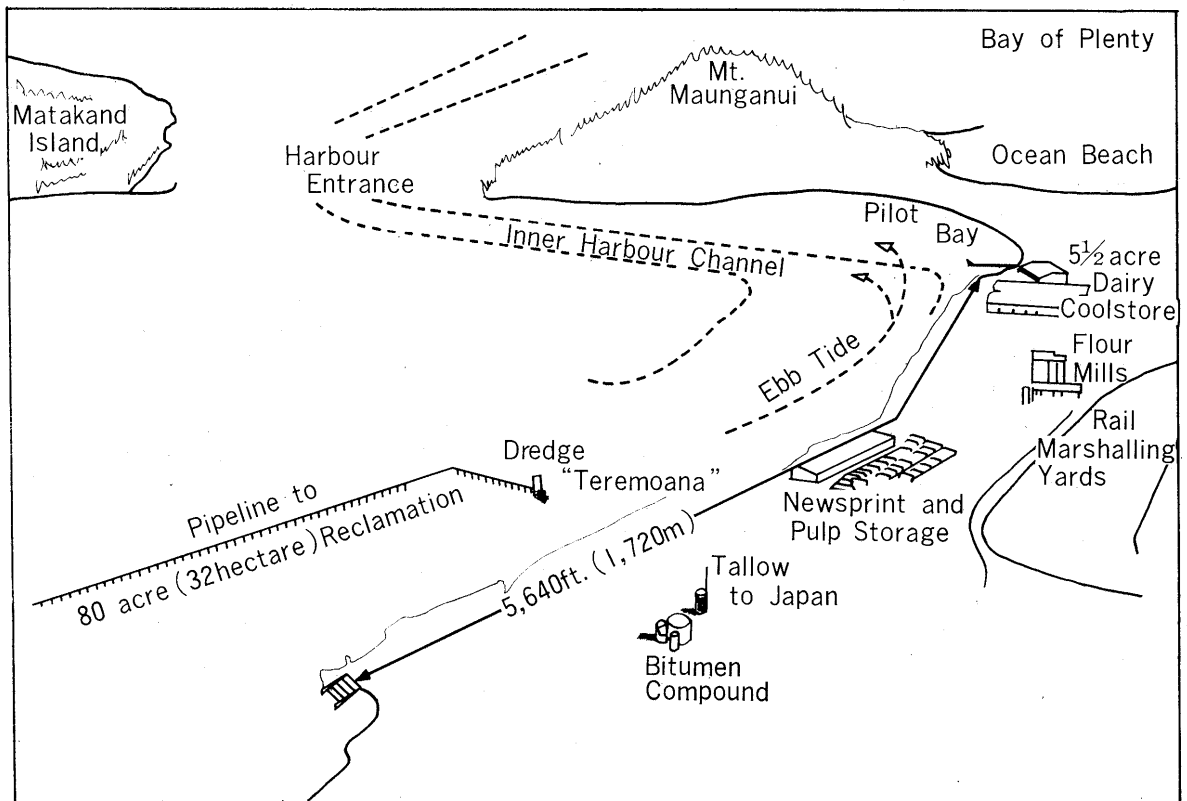 Bay of Plenty
Mt.
Maunganui
Matakand
Island
Harbour
Entrance
Ocean Beach
Pilot
Bay
Inner Harbour Channel
5½ acre
Dairy
Coolstore
Flour
Mills
Ebb Tide
Rail
Marshalling
Yards
Dredge
"Teremoana"
Newsprint and
Pulp Storage
Pipeline to
80 acre (32hectare) Reclamation
5,640ft. (1,720m)
Tallow
to Japan
Bitumen
Compound